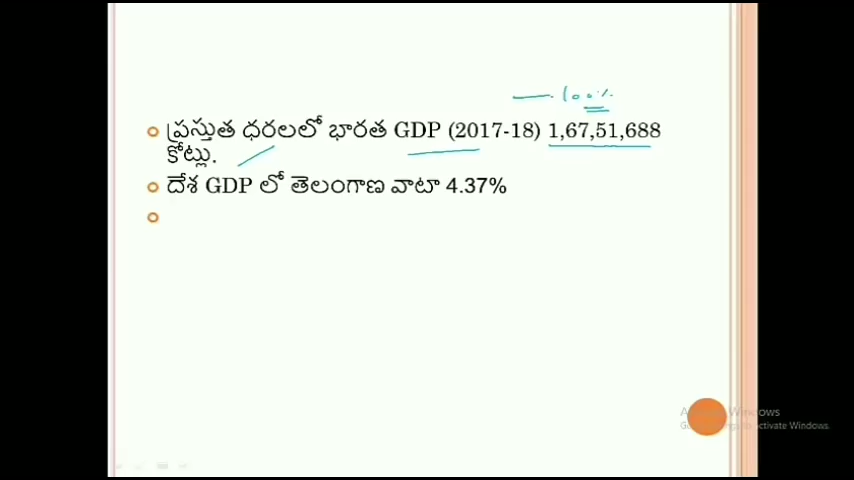 100%
ప్రస్తుత ధరలలో భారత GDP (2017-18) 1,67,51,688
కోట్లు.
దేశ GDP లో తెలంగాణ వాటా 4.37%